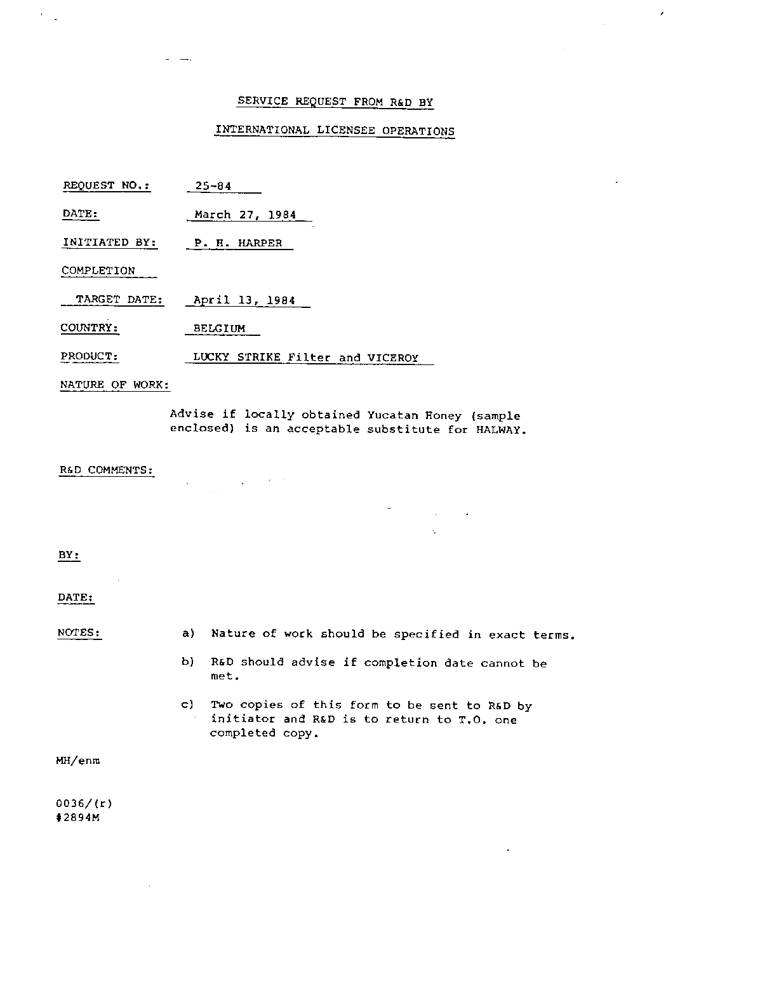 SERVICE REQUEST FROM R&D BY
INTERNATIONAL LICENSEE OPERATIONS
REQUEST NO.: 25-84
DATE: March 27, 1984
INITIATED BY: P. H. HARPER
COMPLETION
TARGET DATE: April 13, 1984
COUNTRY: BELGIUM
PRODUCT: LUCKY STRIKE Filter and VICEROY
NATURE OF WORK:
Advise if locally obtained Yucatan Honey (sample
enclosed) is an acceptable substitute for HALWAY.
R&D COMMENTS:
BY:
DATE:
NOTES: a) Nature of work should be specified in exact terms.
b) R&D should advise if completion date cannot be
met.
c) Two copies of this form to be sent to R&D by
initiator and R&D is to return to T.O. one
completed copy.
MH/enm
0036/(r)
#2894M